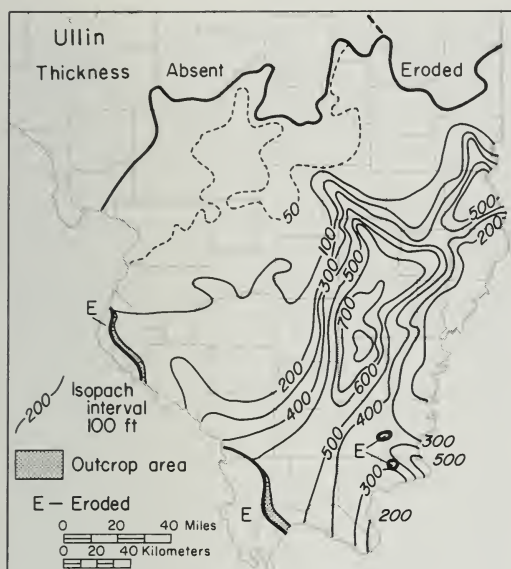 Ullin
Thickness
Absent
Eroded
50
500
200
100
300
500
700
E
200
400
600
500
400
200
Isopach
interval
100 ft
Outcrop area
E
300
E
500
300
200
E – Eroded
E
0 20 40 Miles
0 20 40 Kilometers